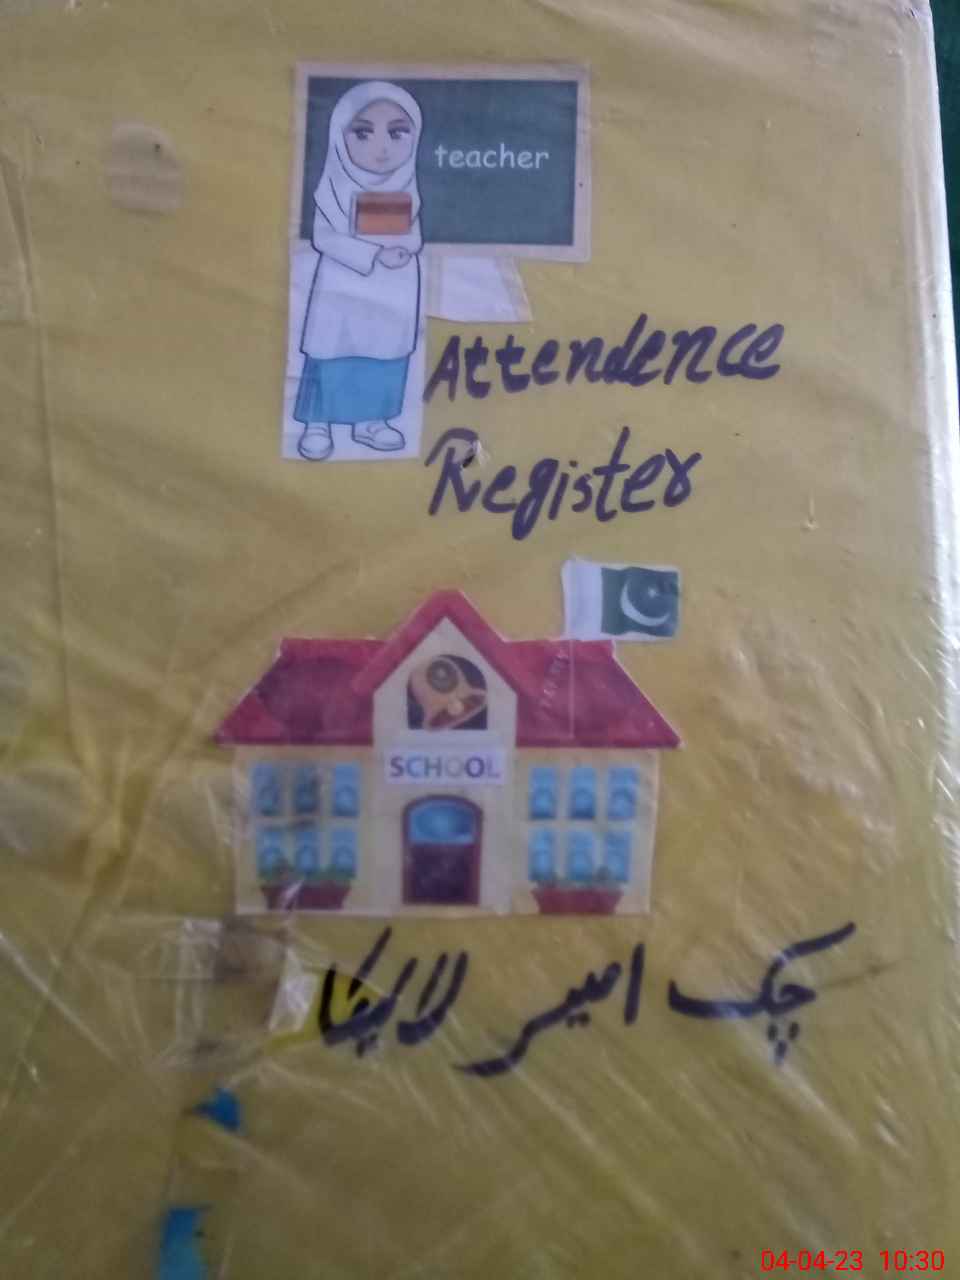 teacher
Attendence
Register
SCHOOL
چک امیر لالیکا
04-04-23 10:30